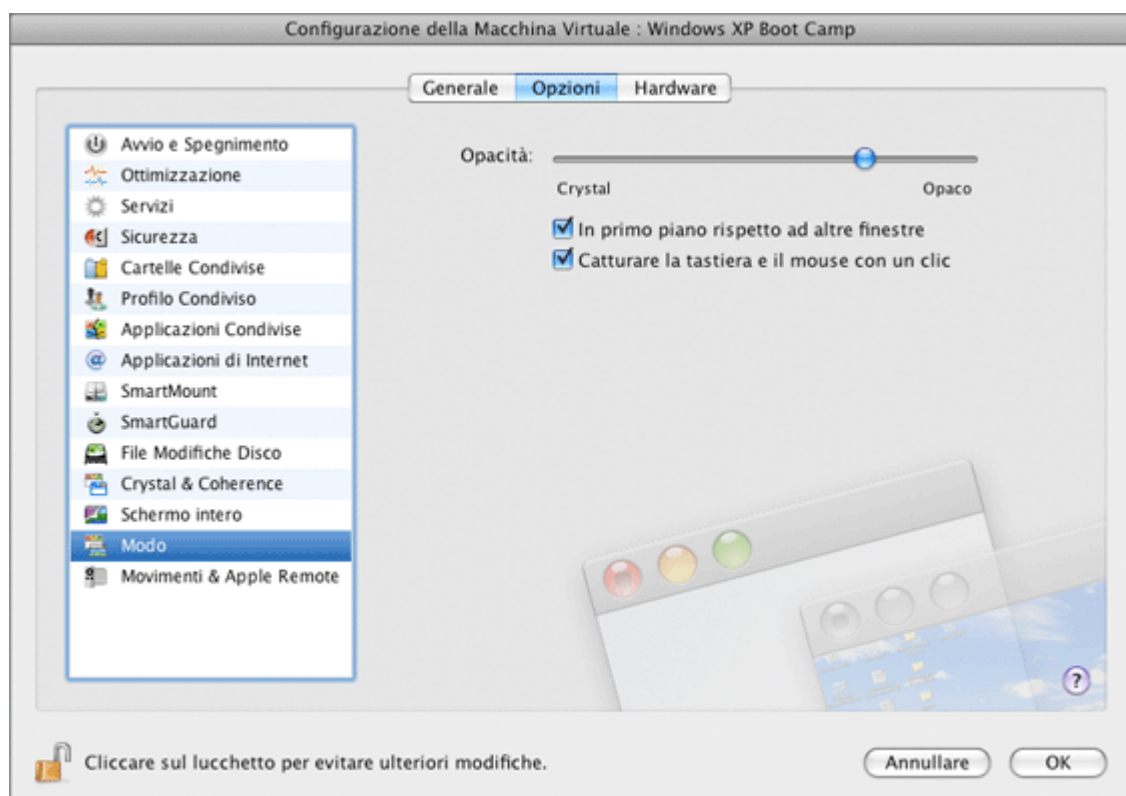 Configurazione della Macchina Virtuale : Windows XP Boot Camp
Generale Opzioni Hardware
Avvio e Spegnimento
Ottimizzazione
Servizi
Sicurezza
Cartelle Condivise
Profilo Condiviso
Applicazioni Condivise
Applicazioni di Internet
SmartMount
SmartGuard
File Modifiche Disco
Crystal & Coherence
Schermo intero
Modo
Movimenti & Apple Remote
Opacità:
Crystal Opaco
In primo piano rispetto ad altre finestre
Catturare la tastiera e il mouse con un clic
?
Cliccare sul lucchetto per evitare ulteriori modifiche.
Annullare OK